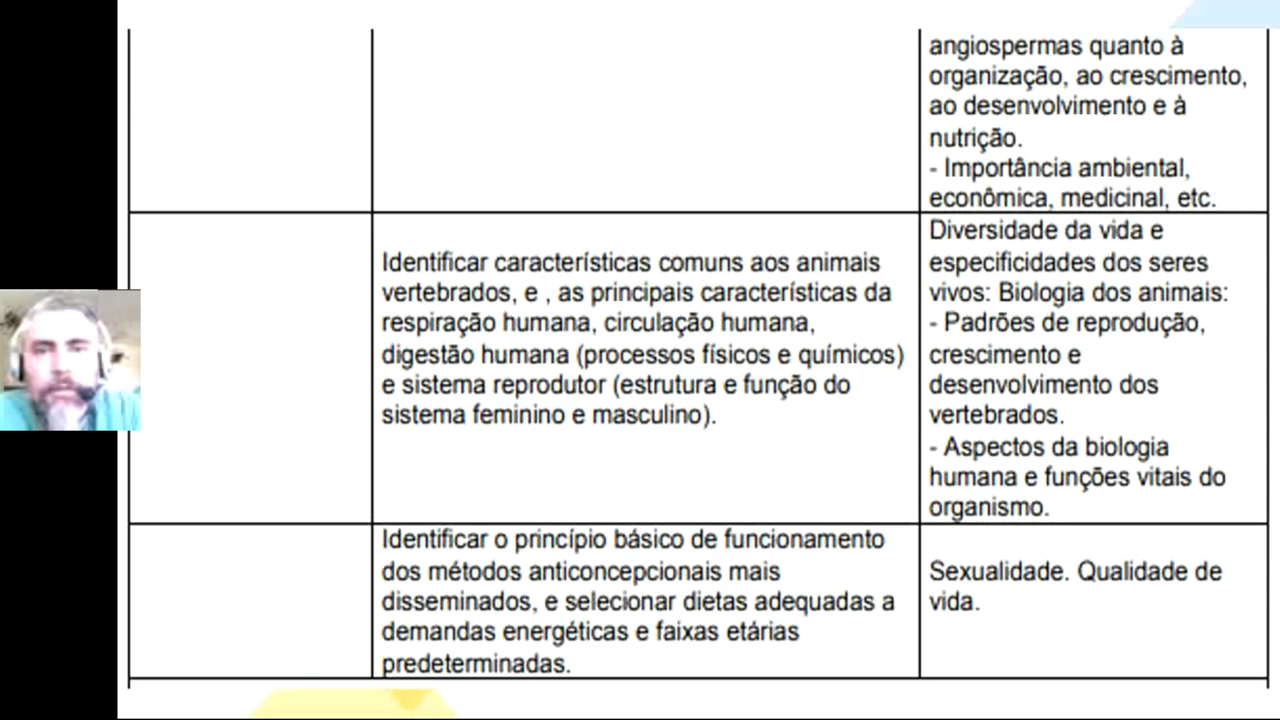 angiospermas quanto à
organização, ao crescimento,
ao desenvolvimento e à
nutrição.
- Importância ambiental,
econômica, medicinal, etc.
Identificar características comuns aos animais
vertebrados, e , as principais características da
respiração humana, circulação humana,
digestão humana (processos físicos e químicos)
e sistema reprodutor (estrutura e função do
sistema feminino e masculino).
Diversidade da vida e
especificidades dos seres
vivos: Biologia dos animais:
- Padrões de reprodução,
crescimento e
desenvolvimento dos
vertebrados.
- Aspectos da biologia
humana e funções vitais do
organismo.
Identificar o princípio básico de funcionamento
dos métodos anticoncepcionais mais
disseminados, e selecionar dietas adequadas a
demandas energéticas e faixas etárias
predeterminadas.
Sexualidade. Qualidade de
vida.